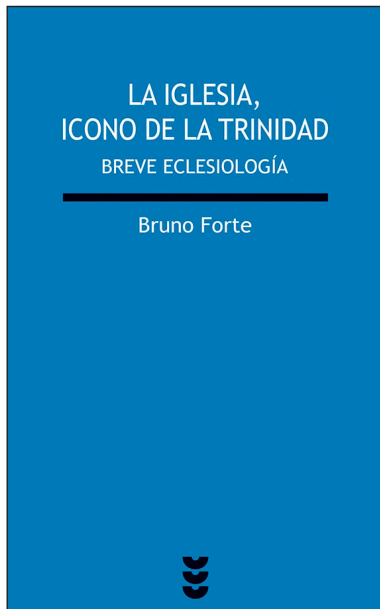 LA IGLESIA,
ICONO DE LA TRINIDAD
BREVE ECLESIOLOGÍA
Bruno Forte